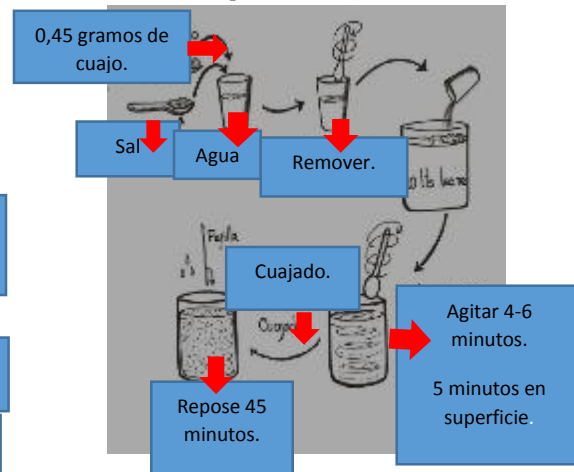 0,45 gramos de
cuajo.
Sal
Agua
Remover.
Cuajado.
Agitar 4-6
minutos.
5 minutos en
superficie.
Repose 45
minutos.